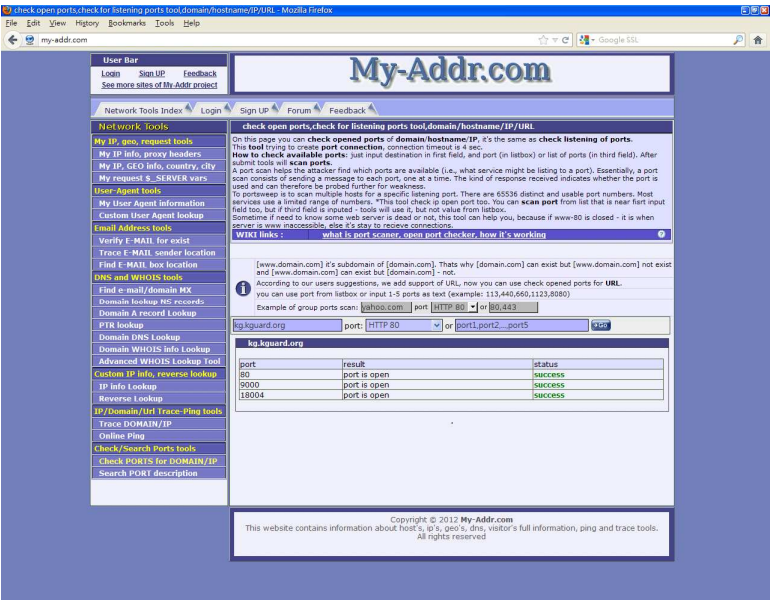 check open ports,check for listening ports tool,domain/hostname/IP/URL - Mozilla Firefox
File Edit View History Bookmarks Tools Help
my-addr.com
Google SSL
User Bar
Login Sign UP Feedback
See more sites of My-Addr project
My-Addr.com
Network Tools Index Login Sign UP Forum Feedback
Network Tools
My IP, geo, request tools
My IP info, proxy headers
My IP, GEO info, country, city
My request $_SERVER vars
User-Agent tools
My User Agent information
Custom User Agent lookup
Email Address tools
Verify E-MAIL for exist
Trace E-MAIL sender location
Find E-MAIL box location
DNS and WHOIS tools
Find e-mail/domain MX
Domain lookup NS records
Domain A record Lookup
PTR lookup
Domain DNS Lookup
Domain WHOIS info Lookup
Advanced WHOIS Lookup Tool
Custom IP info, reverse lookup
IP info Lookup
Reverse Lookup
IP/Domain/Url Trace-Ping tools
Trace DOMAIN/IP
Online Ping
Check/Search Ports tools
Check PORTS for DOMAIN/IP
Search PORT description
check open ports,check for listening ports tool,domain/hostname/IP/URL
On this page you can check opened ports of domain/hostname/IP, it's the same as check listening of ports.
This tool trying to create port connection, connection timeout is 4 sec.
How to check available ports: just input destination in first field, and port (in listbox) or list of ports (in third field). After
submit tools will scan ports.
A port scan helps the attacker find which ports are available (i.e., what service might be listing to a port). Essentially, a port
scan consists of sending a message to each port, one at a time. The kind of response received indicates whether the port is
used and can therefore be probed further for weakness.
To portsweep is to scan multiple hosts for a specific listening port. There are 65536 distinct and usable port numbers. Most
services use a limited range of numbers. *This tool check ip open port too. You can scan port from list that is near fiert input
field too, but if third field is inputed - tools will use it, but not value from listbox.
Sometime if need to know some web server is dead or not, this tool can help you, because if www-80 is closed - it is when
server is www inaccessible, else it's stay to recieve connections.
WIKI links : what is port scaner, open port checker, how it's working
[www.domain.com] it's subdomain of [domain.com]. Thats why [domain.com] can exist but [www.domain.com] not exist
and [www.domain.com] can exist but [domain.com] - not.
According to our users suggestions, we add support of URL, now you can use check opened ports for URL.
you can use port from listbox or input 1-5 ports as text (example: 113,440,660,1123,8080)
Example of group ports scan: yahoo.com port HTTP 80 or 80,443
kg.kguard.org port: HTTP 80 or port1,port2,...,port5 Go
kg.kguard.org
port result status
80 port is open success
9000 port is open success
18004 port is open success
Copyright © 2012 My-Addr.com
This website contains information about host's, ip's, geo's, dns, visitor's full information, ping and trace tools.
All rights reserved